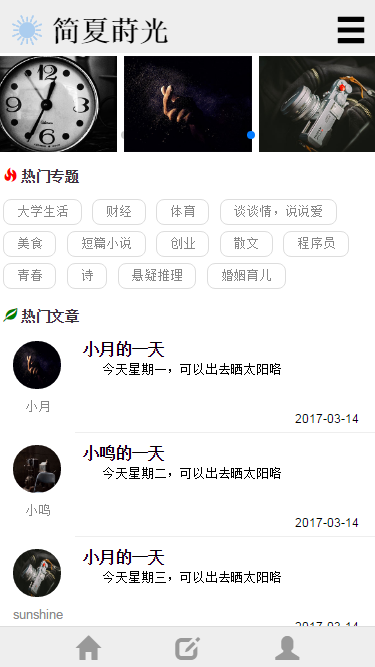 简夏莳光
热门专题
大学生活 财经 体育 谈谈情，说说爱
美食 短篇小说 创业 散文 程序员
青春 诗 悬疑推理 婚姻育儿
热门文章
小月的一天
今天星期一，可以出去晒太阳咯
小月
2017-03-14
小鸣的一天
今天星期二，可以出去晒太阳咯
小鸣
2017-03-14
小月的一天
今天星期三，可以出去晒太阳咯
sunshine
2017-03-14